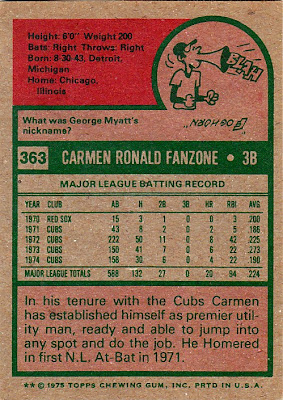 Height: 6'0" Weight 200
Bats: Right Throws: Right
Born: 8-30-43, Detroit,
Michigan
Home: Chicago,
Illinois
BLAH
What was George Myatt's
nickname?
"FOGHORN"
363 CARMEN RONALD FANZONE • 3B
MAJOR LEAGUE BATTING RECORD
YEAR CLUB AB H 2B 3B HR RBI AVG
1970 RED SOX 15 3 1 0 0 3 .200
1971 CUBS 43 8 2 0 2 5 .186
1972 CUBS 222 50 11 0 8 42 .225
1973 CUBS 150 41 7 0 6 22 .273
1974 CUBS 158 30 6 0 4 22 .190
MAJOR LEAGUE TOTALS 588 132 27 0 20 94 .224
In his tenure with the Cubs Carmen
has established himself as premier util-
ity man, ready and able to jump into
any spot and do the job. He Homered
in first N.L. At-Bat in 1971.
** © 1975 TOPPS CHEWING GUM, INC. PRTD IN U.S.A.